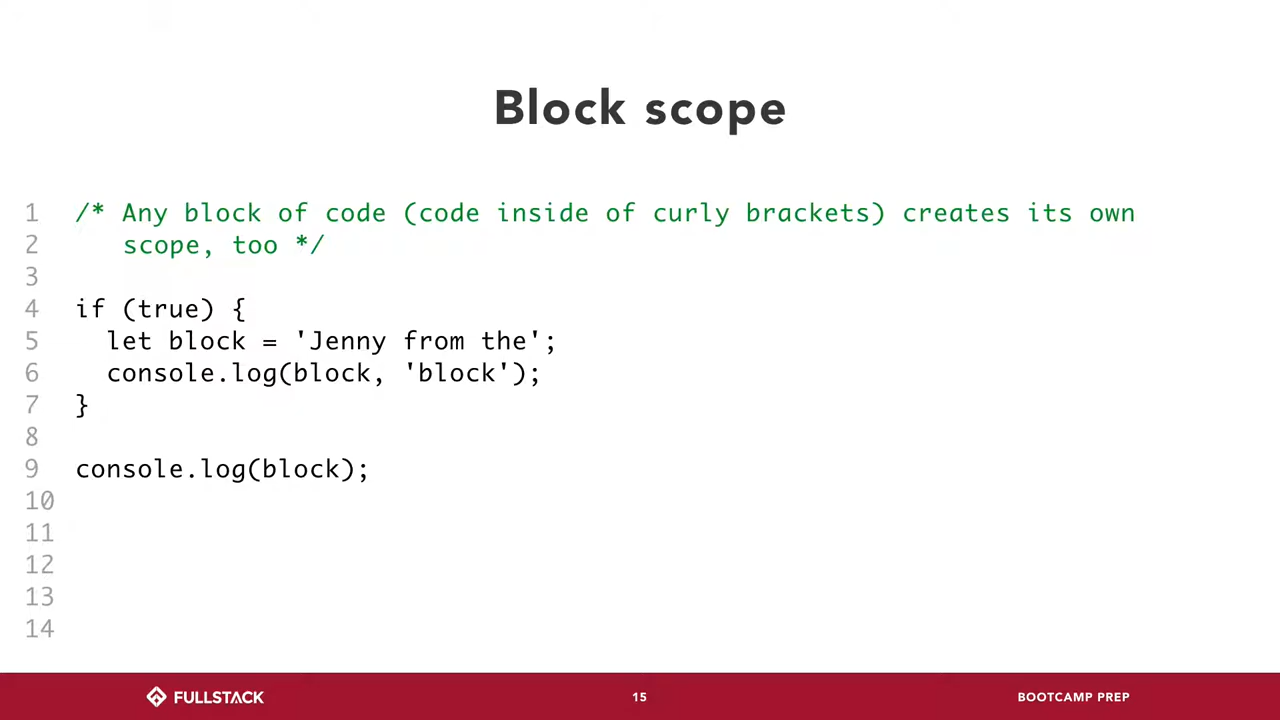 Block scope
1 /* Any block of code (code inside of curly brackets) creates its own
2 scope, too */
3
4 if (true) {
5 let block = 'Jenny from the';
6 console.log(block, 'block');
7 }
8
9 console.log(block);
10
11
12
13
14
FULLSTACK 15 BOOTCAMP PREP